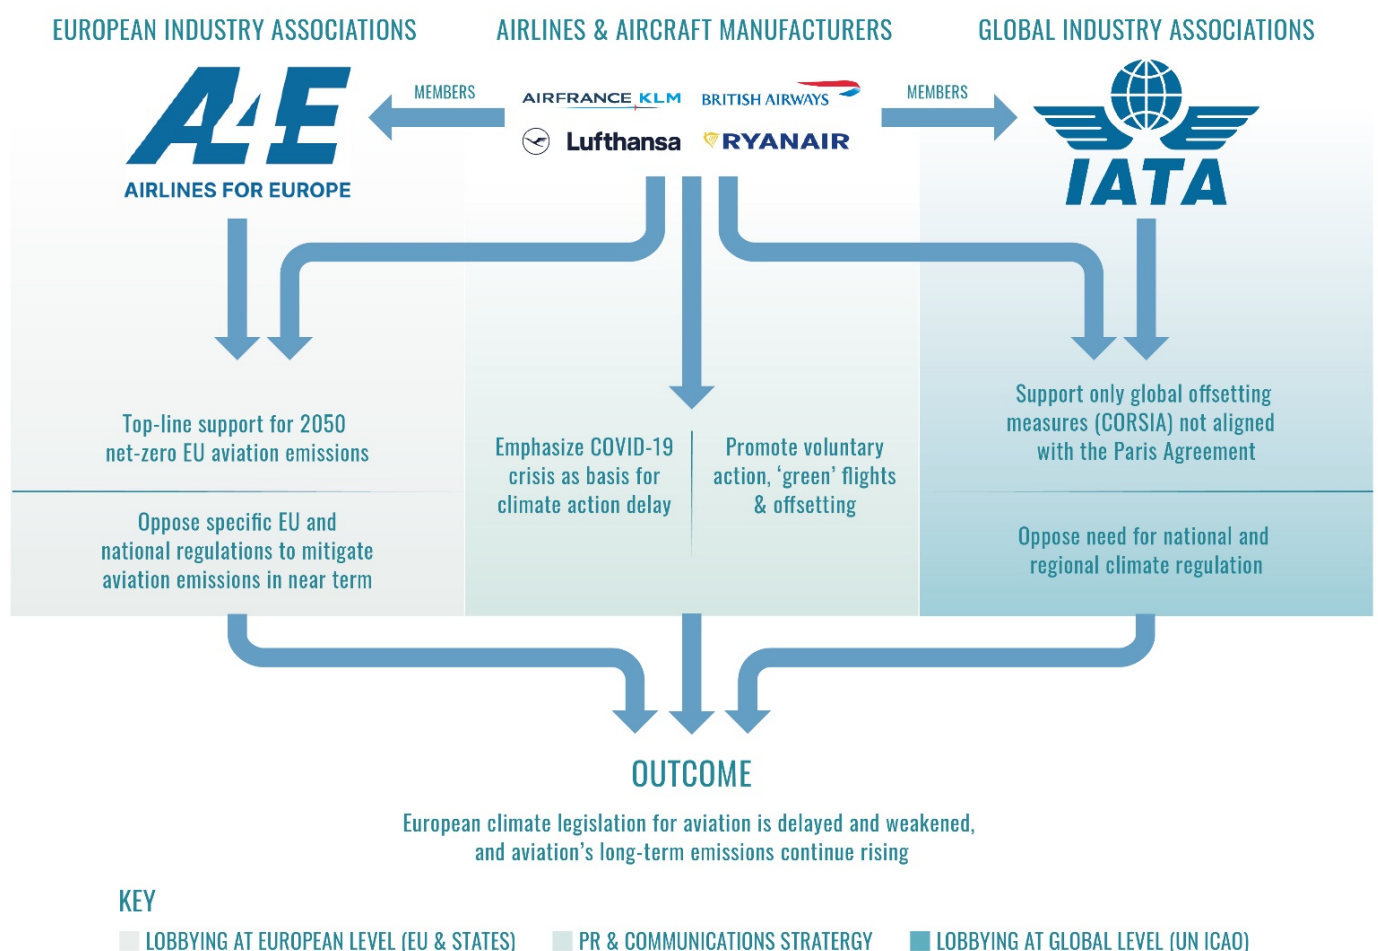 EUROPEAN INDUSTRY ASSOCIATIONS
AIRLINES & AIRCRAFT MANUFACTURERS
GLOBAL INDUSTRY ASSOCIATIONS
A4E
AIRLINES FOR EUROPE
MEMBERS
AIRFRANCE KLM
BRITISH AIRWAYS
Lufthansa
RYANAIR
MEMBERS
IATA
Top-line support for 2050
net-zero EU aviation emissions
Oppose specific EU and
national regulations to mitigate
aviation emissions in near term
Emphasize COVID-19
crisis as basis for
climate action delay
Promote voluntary
action, ‘green’ flights
& offsetting
Support only global offsetting
measures (CORSIA) not aligned
with the Paris Agreement
Oppose need for national and
regional climate regulation
OUTCOME
European climate legislation for aviation is delayed and weakened,
and aviation’s long-term emissions continue rising
KEY
LOBBYING AT EUROPEAN LEVEL (EU & STATES)
PR & COMMUNICATIONS STRATERGY
LOBBYING AT GLOBAL LEVEL (UN ICAO)